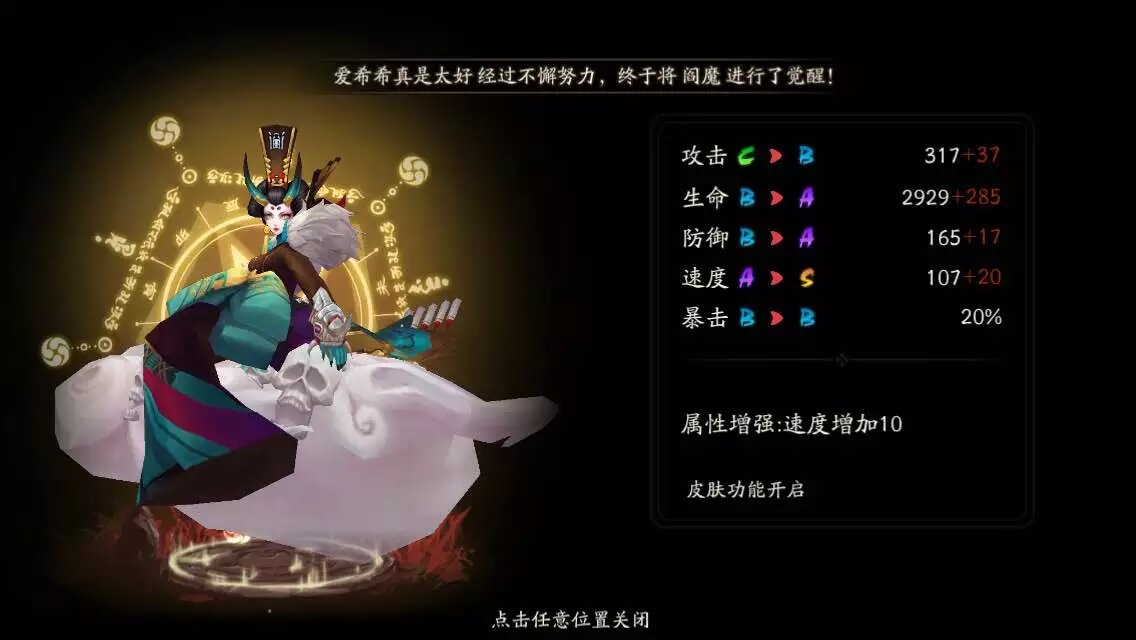 爱希希真是太好 经过不懈努力，终于将 阎魔 进行了觉醒！
攻击 C B 317+37
生命 B A 2929+285
防御 B A 165+17
速度 A S 107+20
暴击 B B 20%
属性增强:速度增加10
皮肤功能开启
点击任意位置关闭